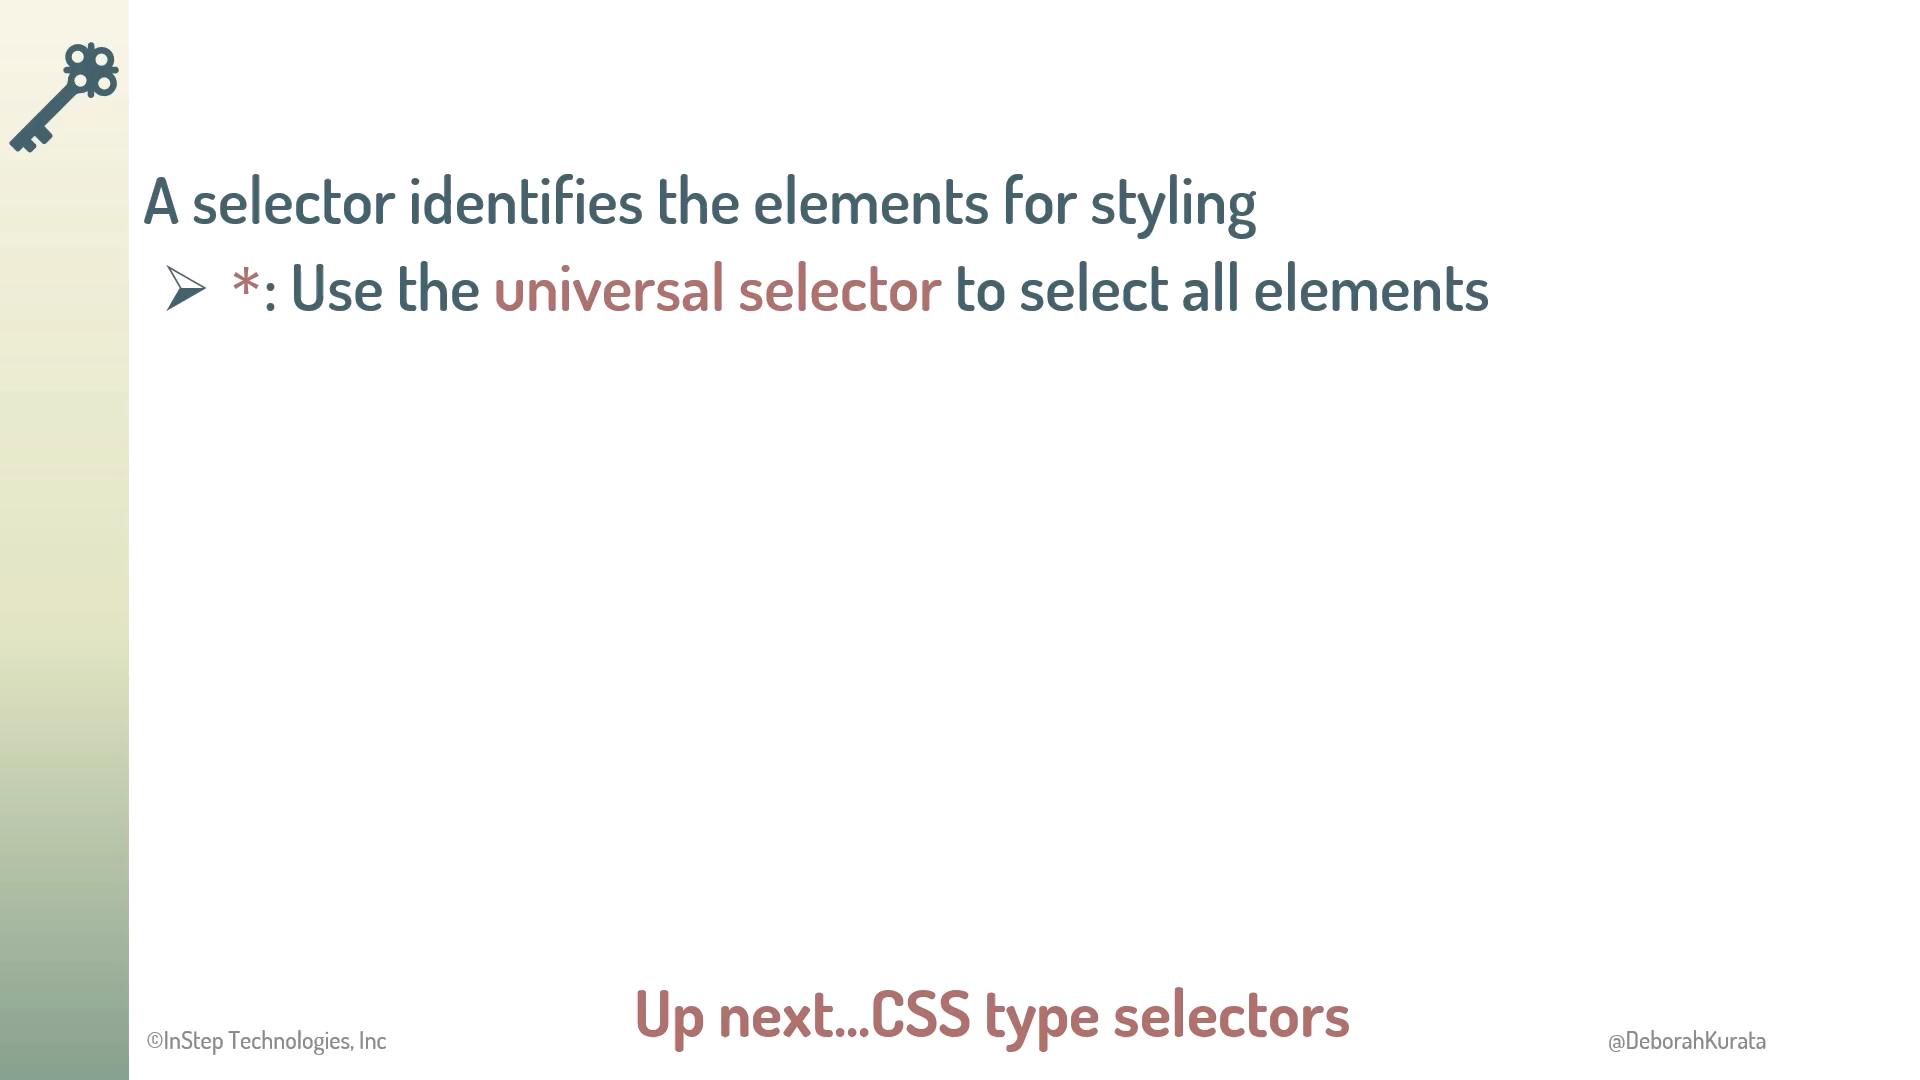 A selector identifies the elements for styling
➢ *: Use the universal selector to select all elements
Up next...CSS type selectors
©InStep Technologies, Inc
@DeborahKurata